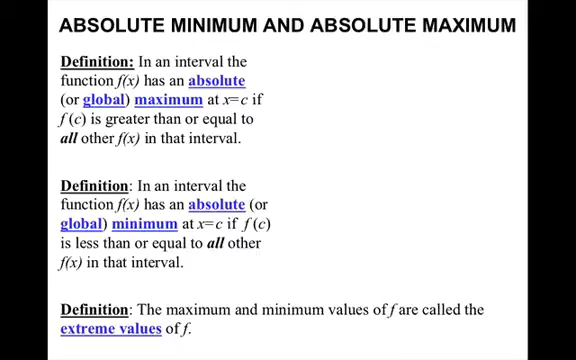 ABSOLUTE MINIMUM AND ABSOLUTE MAXIMUM
Definition: In an interval the
function f(x) has an absolute
(or global) maximum at x=c if
f (c) is greater than or equal to
all other f(x) in that interval.
Definition: In an interval the
function f(x) has an absolute (or
global) minimum at x=c if f (c)
is less than or equal to all other
f(x) in that interval.
Definition: The maximum and minimum values of f are called the
extreme values of f.